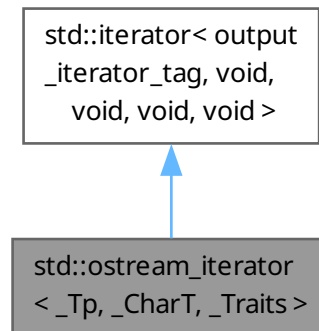 std::iterator< output
_iterator_tag, void,
void, void, void >
std::ostream_iterator
< _Tp, _CharT, _Traits >